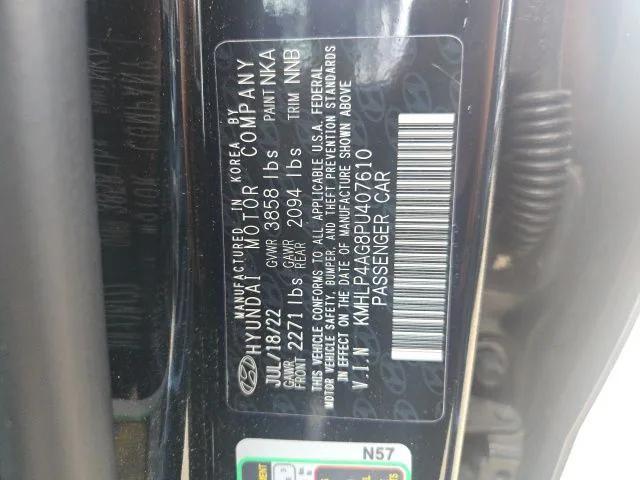 MANUFACTURED IN KOREA BY
HYUNDAI MOTOR COMPANY
JUL/18/22 GVWR 3858 lbs PAINT NKA
GAWR FRONT 2271 lbs GAWR REAR 2094 lbs TRIM NNB
THIS VEHICLE CONFORMS TO ALL APPLICABLE U.S.A. FEDERAL
MOTOR VEHICLE SAFETY, BUMPER, AND THEFT PREVENTION STANDARDS
IN EFFECT ON THE DATE OF MANUFACTURE SHOWN ABOVE
V.I.N KMHLP4AG8PU407610
PASSENGER CAR
N57